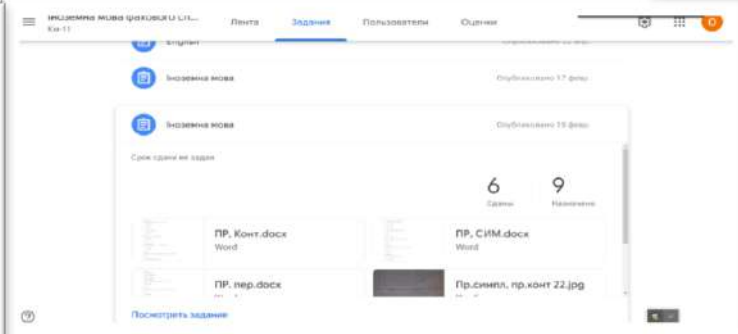 Іноземна мова фахового сп...
Км-11
Лента Задания Пользователи Оценки
О
English
Іноземна мова Опубликовано 17 февр.
Іноземна мова Опубликовано 15 февр.
Срок сдачи не задан
6 9
Сданы Назначено
ПР, Конт.docx ПР, СИМ.docx
Word Word
ПР. пер.docx Пр.симпл, пр.конт 22.jpg
Посмотреть задание